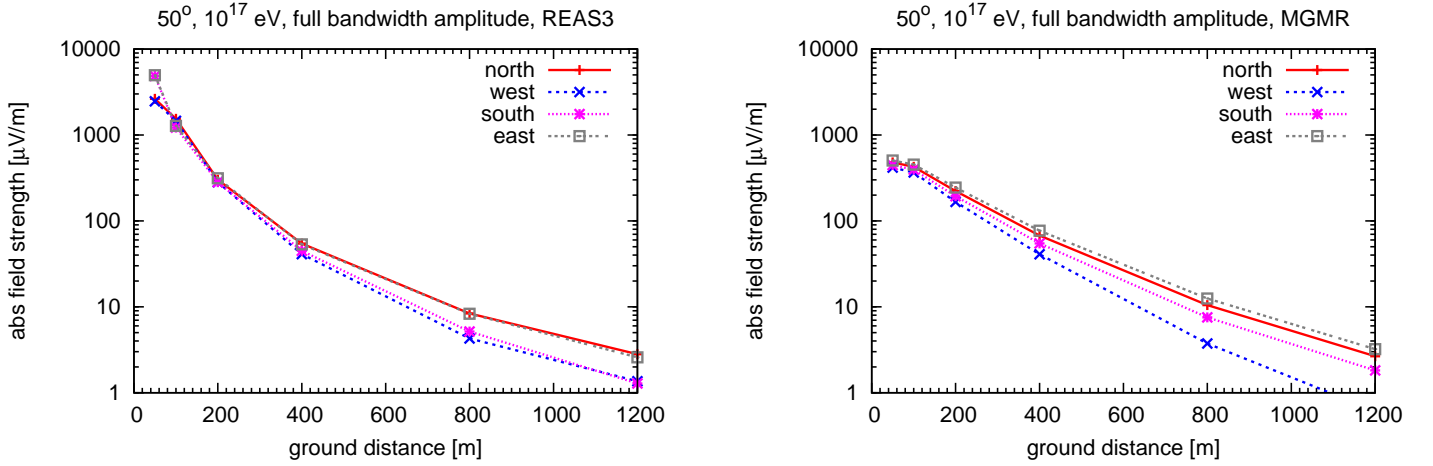 50°, 10^17 eV, full bandwidth amplitude, REAS3
abs field strength [µV/m]
10000
1000
100
10
1
north
west
south
east
0 200 400 600 800 1000 1200
ground distance [m]
50°, 10^17 eV, full bandwidth amplitude, MGMR
abs field strength [µV/m]
10000
1000
100
10
1
north
west
south
east
0 200 400 600 800 1000 1200
ground distance [m]